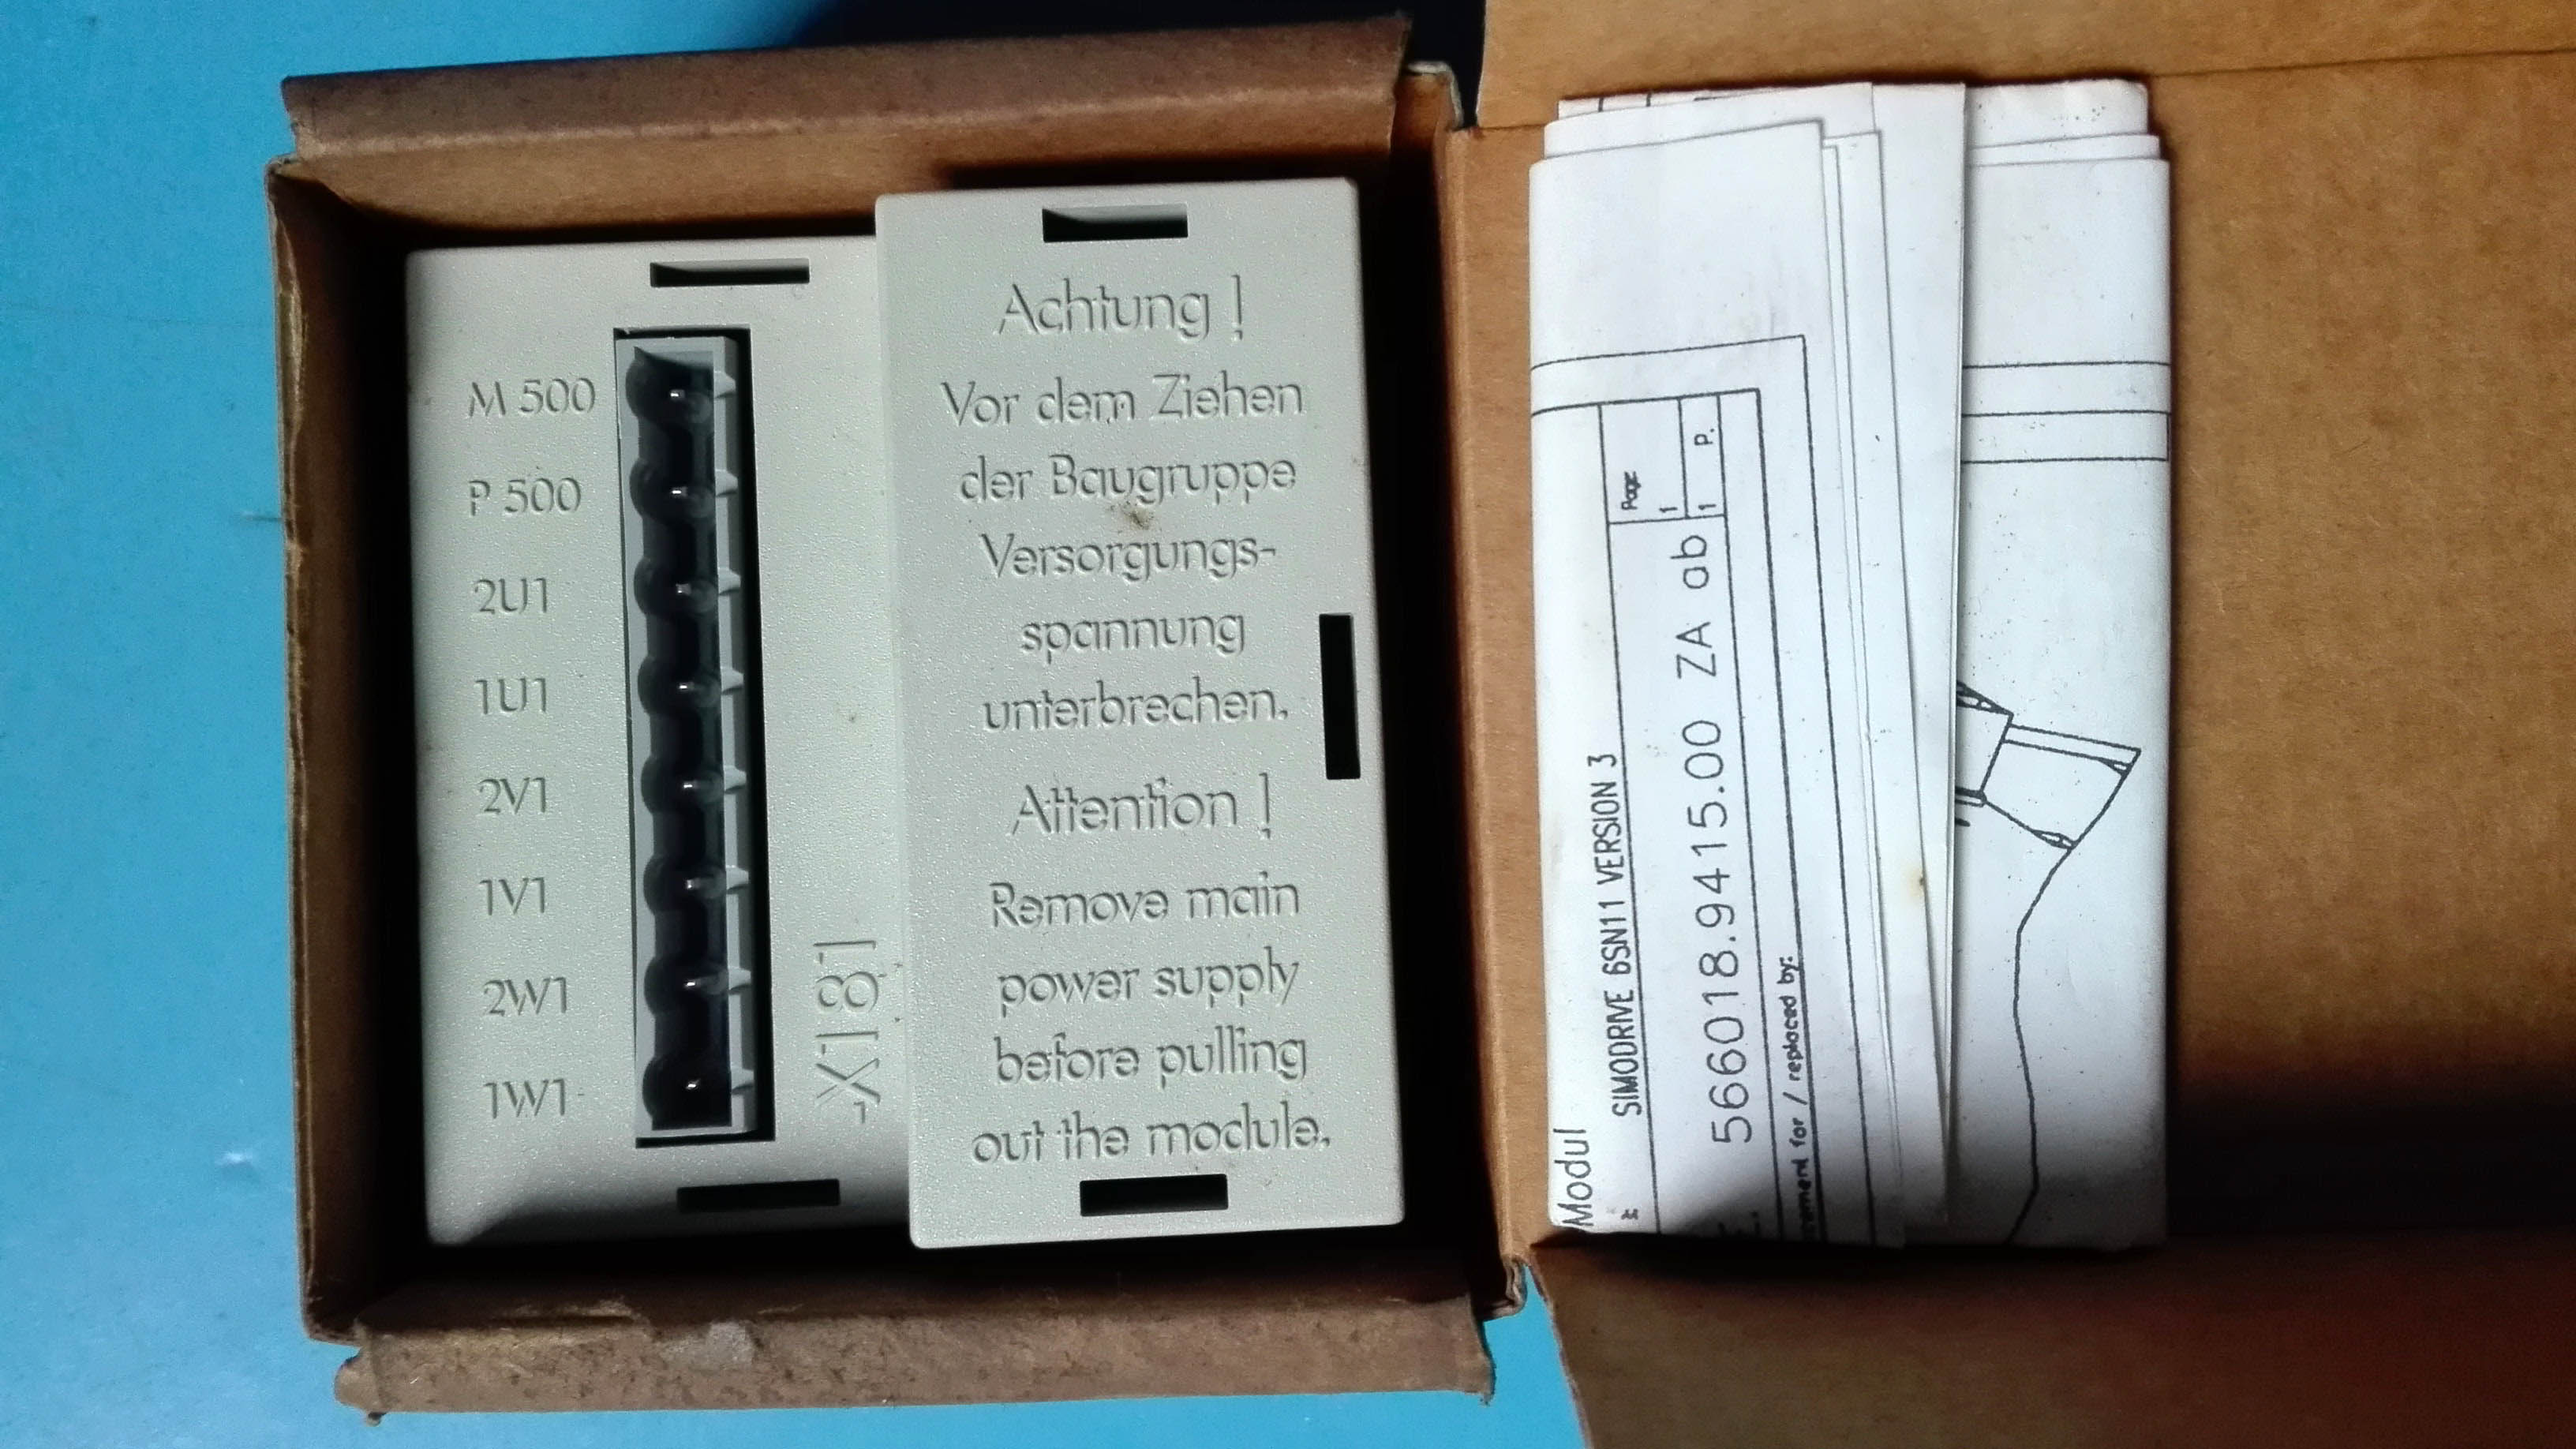 M 500
P 500
2U1
1U1
2V1
1V1
2W1
1W1
-X181
Achtung !
Vor dem Ziehen
der Baugruppe
Versorgungs-
spannung
unterbrechen.
Attention !
Remove main
power supply
before pulling
out the module.
Modul
SIMODRIVE 6SN11 VERSION 3
Page
1
566018.9415.00 ZA ab
1 P.
/ replaced by: